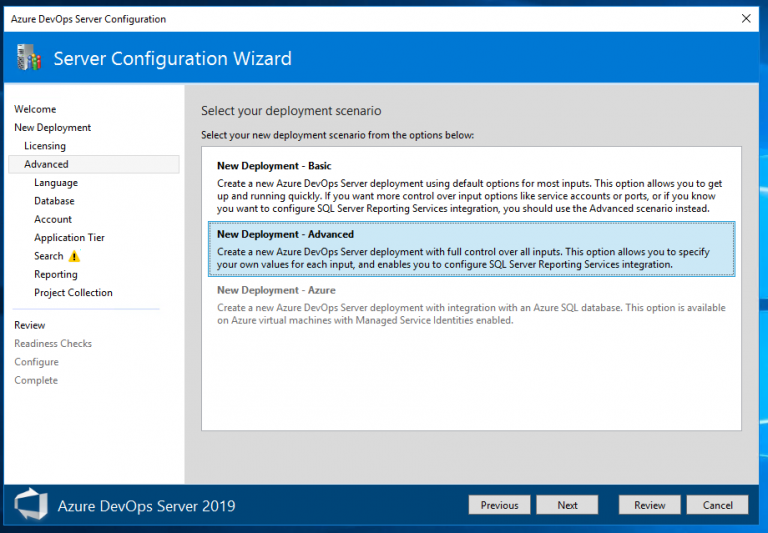 Azure DevOps Server Configuration
Server Configuration Wizard
Welcome
New Deployment
Licensing
Advanced
Language
Database
Account
Application Tier
Search
Reporting
Project Collection
Review
Readiness Checks
Configure
Complete
Select your deployment scenario
Select your new deployment scenario from the options below:
New Deployment - Basic
Create a new Azure DevOps Server deployment using default options for most inputs. This option allows you to get
up and running quickly. If you want more control over input options like service accounts or ports, or if you know
you want to configure SQL Server Reporting Services integration, you should use the Advanced scenario instead.
New Deployment - Advanced
Create a new Azure DevOps Server deployment with full control over all inputs. This option allows you to specify
your own values for each input, and enables you to configure SQL Server Reporting Services integration.
New Deployment - Azure
Create a new Azure DevOps Server deployment with integration with an Azure SQL database. This option is available
on Azure virtual machines with Managed Service Identities enabled.
Azure DevOps Server 2019
Previous
Next
Review
Cancel